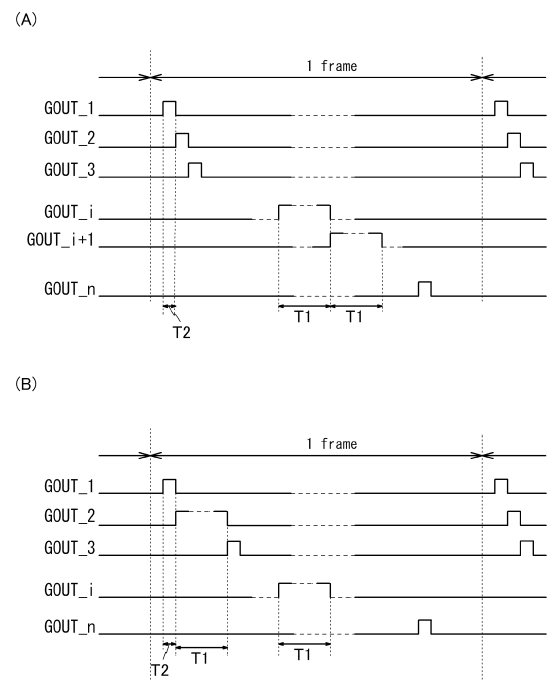 (A)
1 frame
GOUT_1
GOUT_2
GOUT_3
GOUT_i
GOUT_i+1
GOUT_n
T2
T1
T1
(B)
1 frame
GOUT_1
GOUT_2
GOUT_3
GOUT_i
GOUT_n
T2
T1
T1